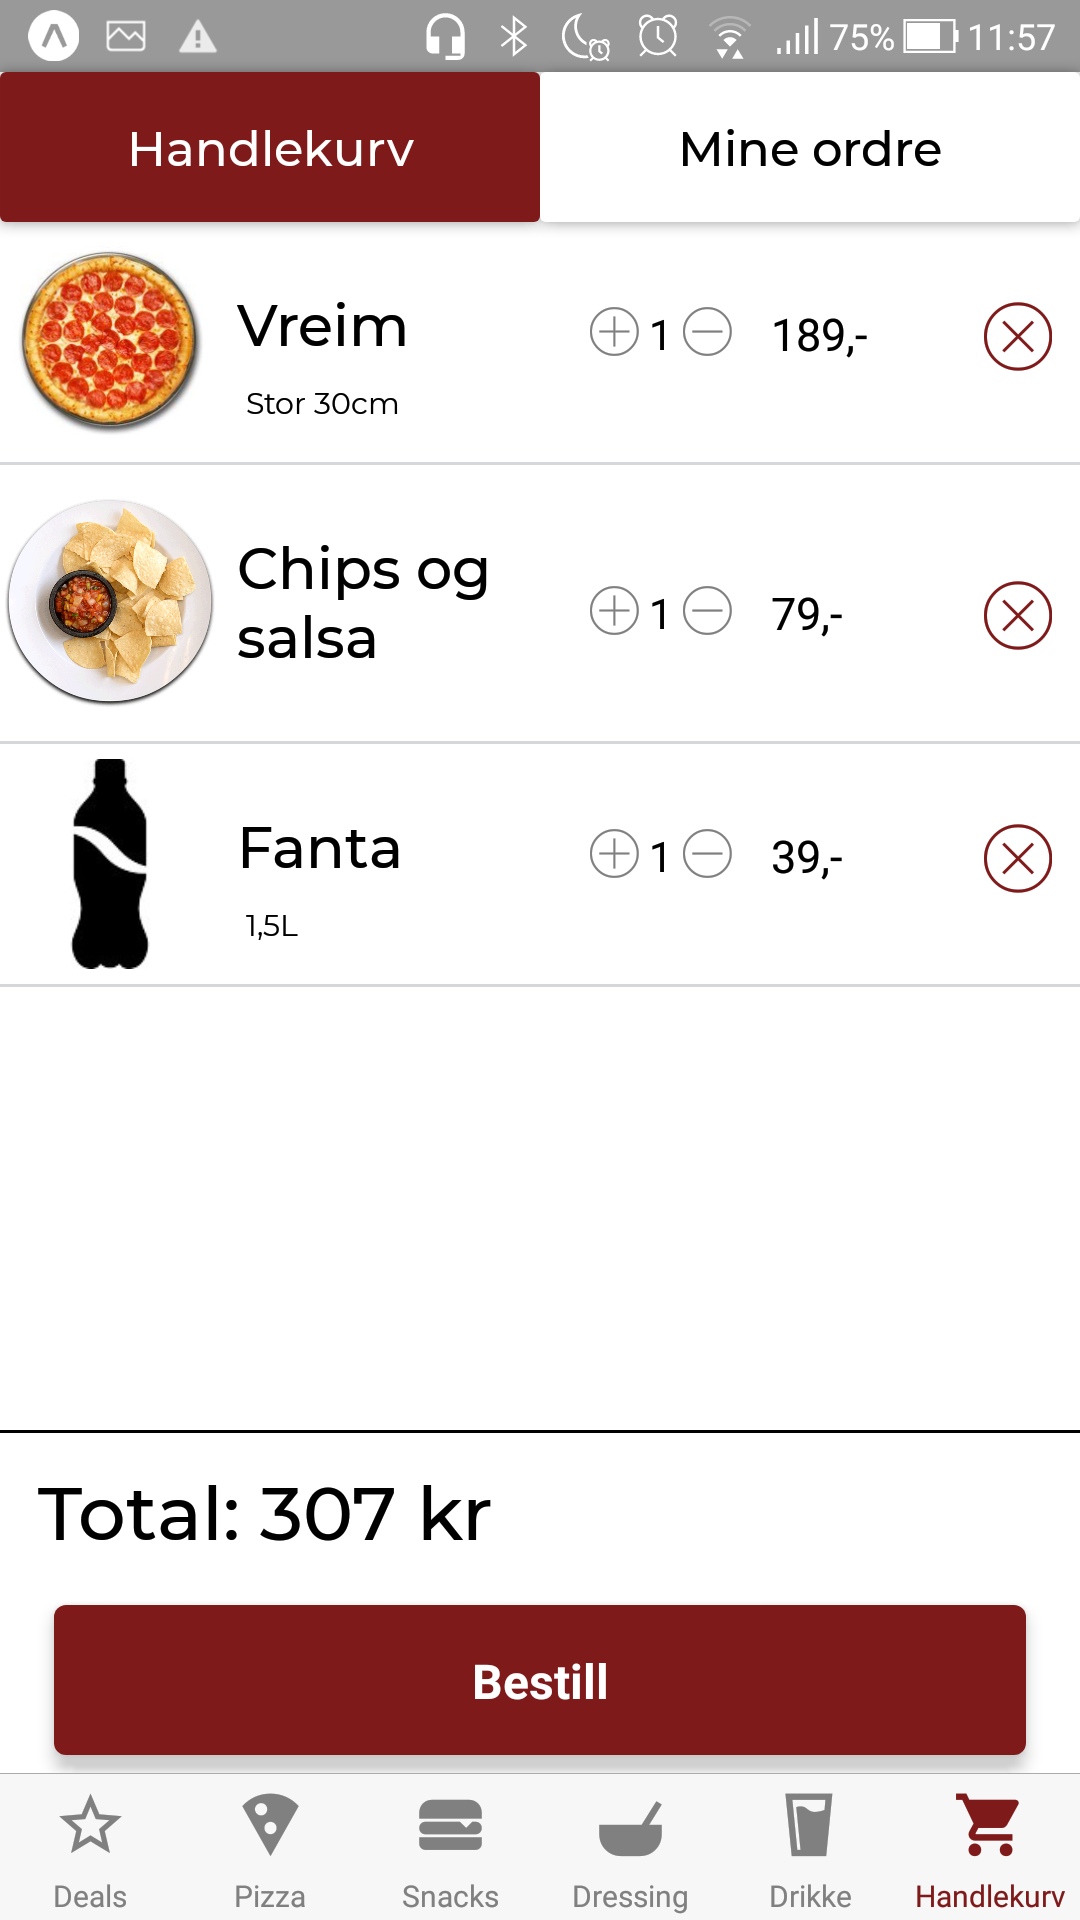 75% 11:57
Handlekurv Mine ordre
Vreim 1 189,-
Stor 30cm
Chips og salsa 1 79,-
Fanta 1 39,-
1,5L
Total: 307 kr
Bestill
Deals Pizza Snacks Dressing Drikke Handlekurv